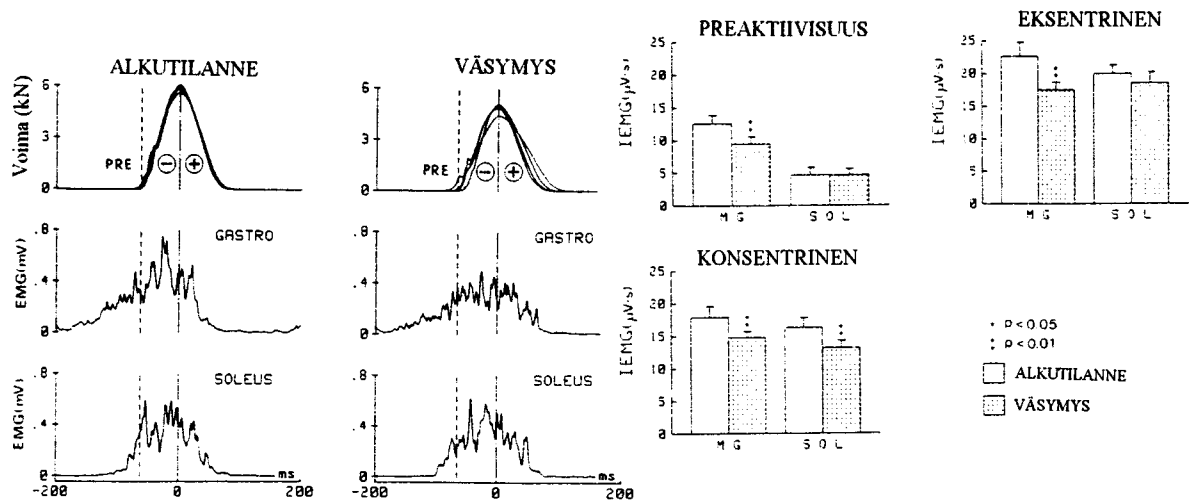 ALKUTILANNE
VÄSYMYS
Voima (kN)
6
3
0
PRE
-
+
6
3
0
PRE
-
+
EMG(mV)
.8
.4
0
GASTRO
.8
.4
0
GASTRO
EMG(mV)
.8
.4
0
SOLEUS
ms
-200
0
200
.8
.4
0
SOLEUS
ms
-200
0
200
PREAKTIIVISUUS
IEMG(µV/s)
25
20
15
10
5
0
MG
SOL
EKSENTRINEN
IEMG(µV/s)
25
20
15
10
5
0
MG
SOL
KONSENTRINEN
IEMG(µV/s)
25
20
15
10
5
0
MG
SOL
P<0.05
P<0.01
ALKUTILANNE
VÄSYMYS